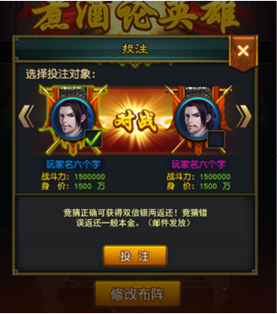 煮酒论英雄
投注
选择投注对象：
对战
玩家名六个字 玩家名六个字
战斗力：1500000 战斗力：1500000
身 价：1500 万 身 价：1500 万
竞猜正确可获得双倍银两返还！竞猜错
误返还一般本金。（邮件发放）
投 注
修改布阵